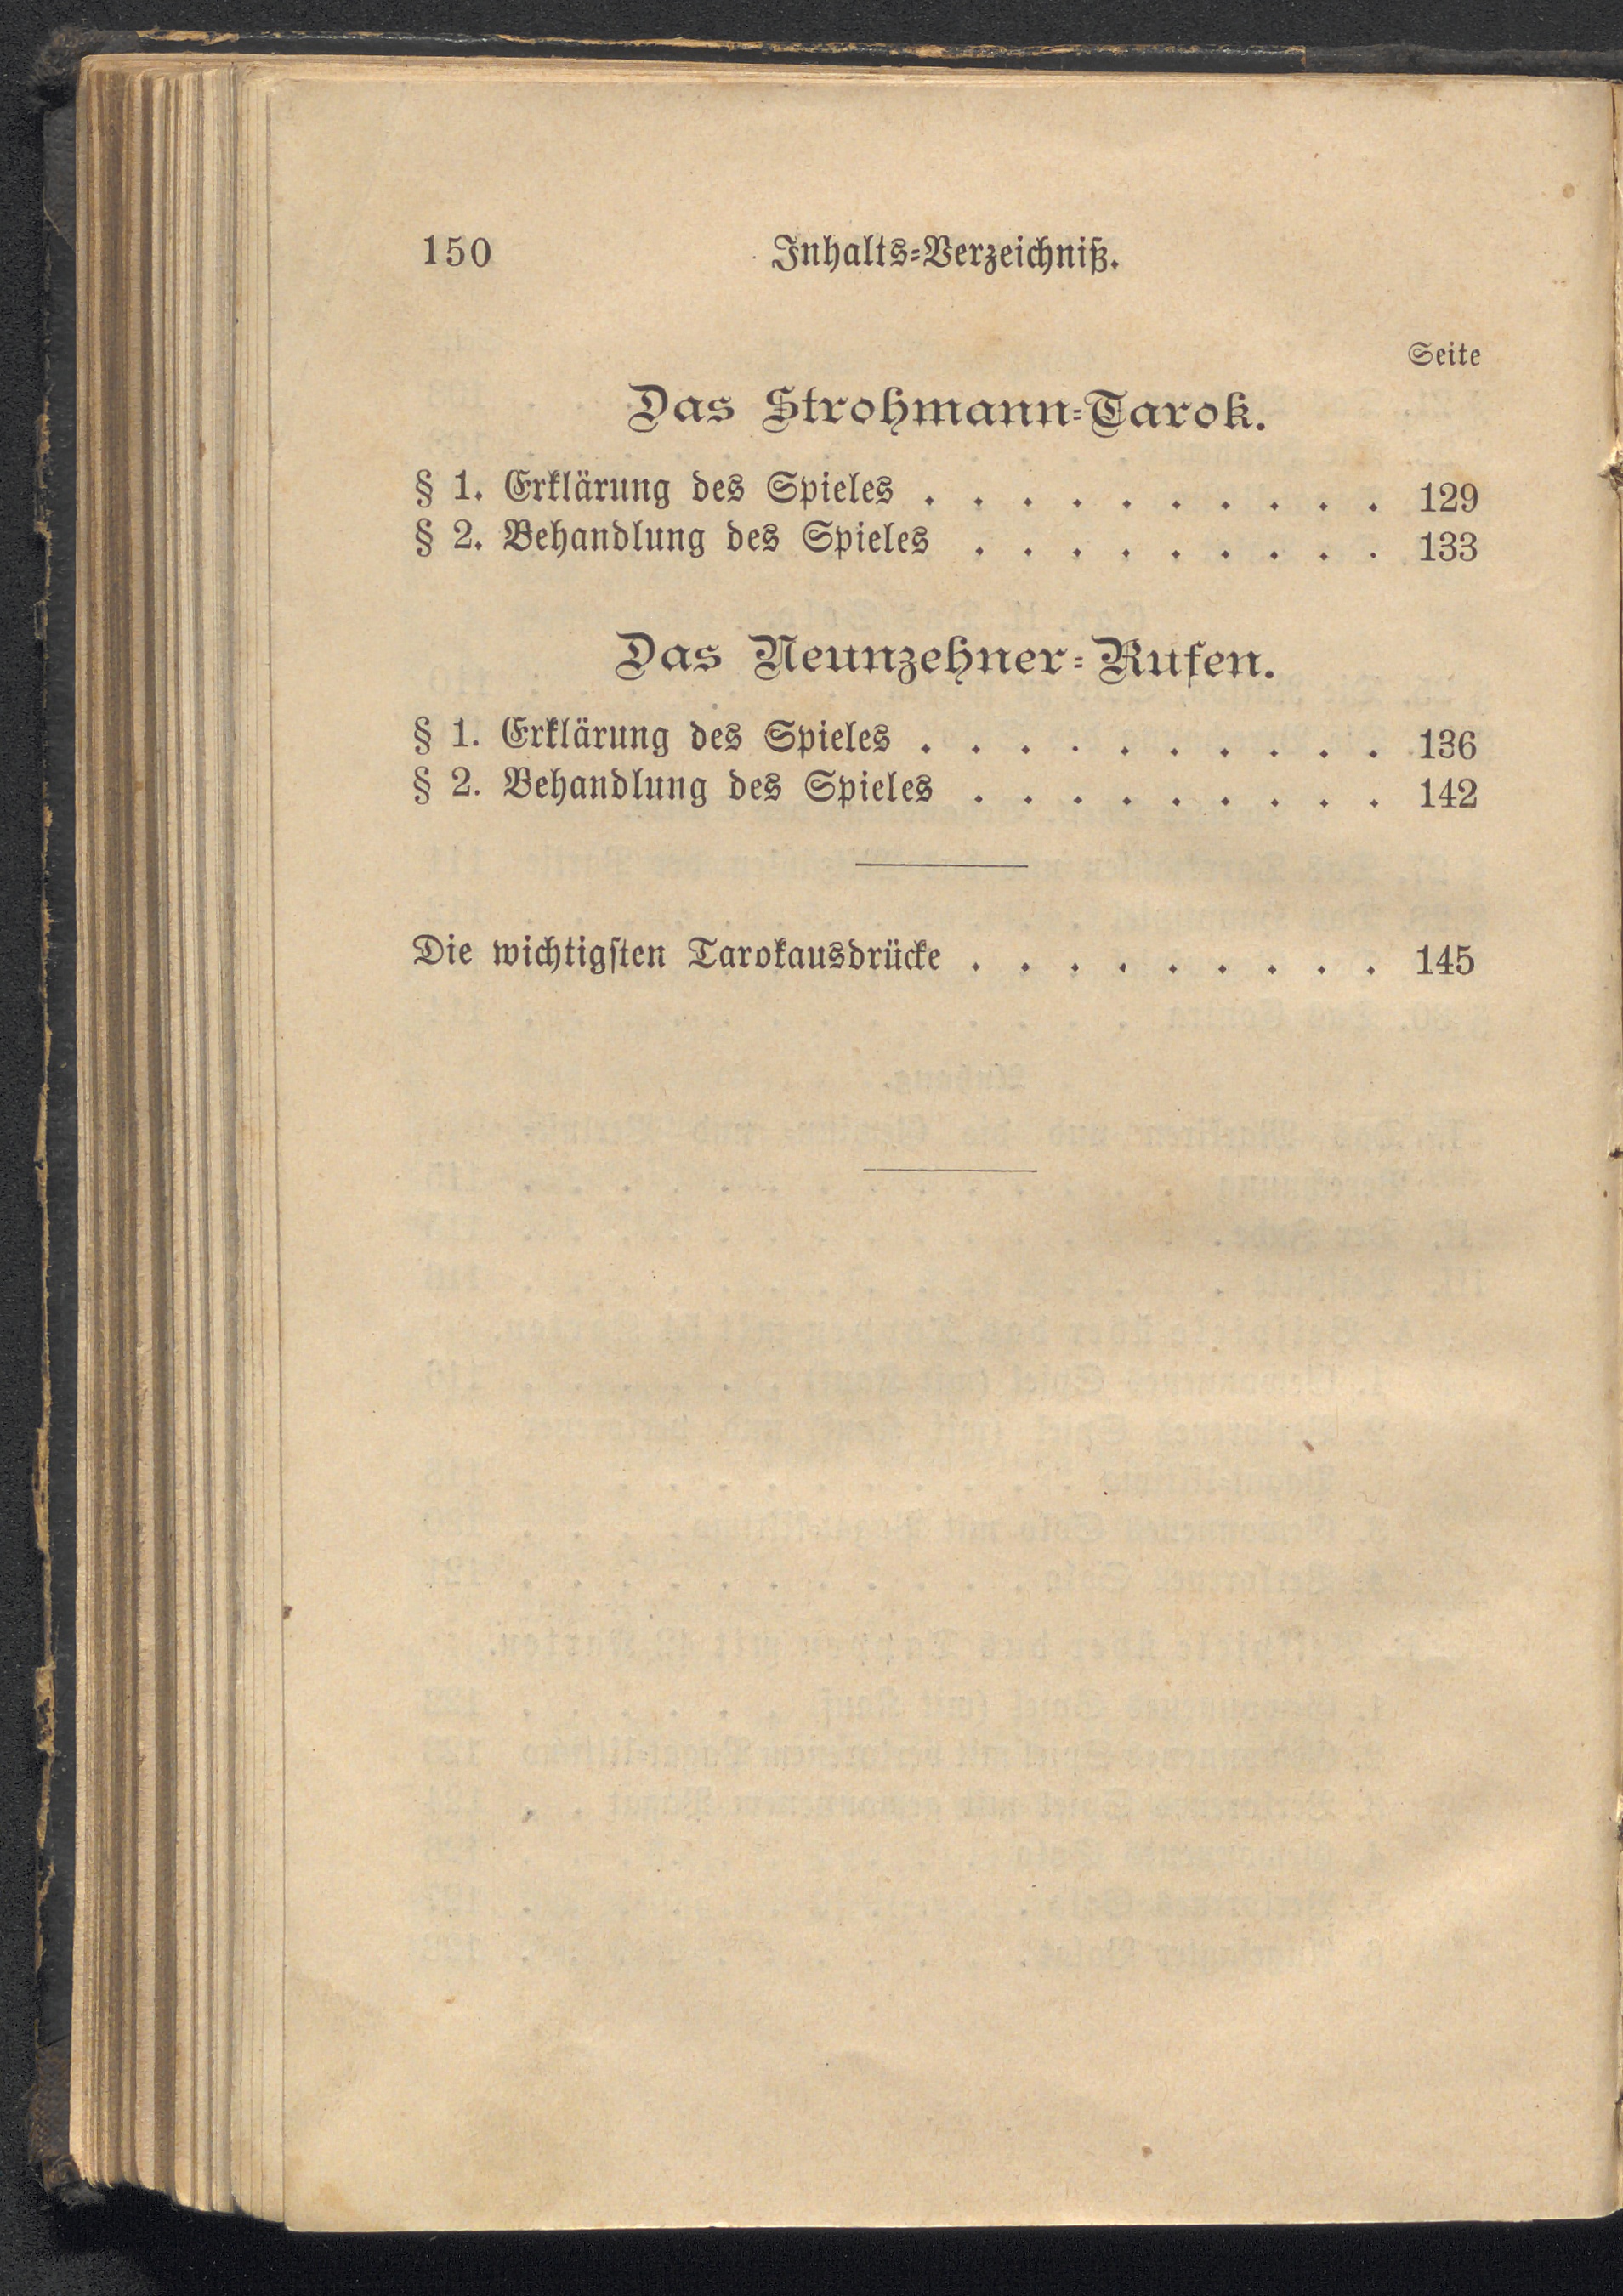 150 Inhalts-Verzeichniß.
Seite
Das Strohmann-Tarok.
§ 1. Erklärung des Spieles . . . . . . . . . . 129
§ 2. Behandlung des Spieles . . . . . . . . . 133
Das Neunzehner-Rufen.
§ 1. Erklärung des Spieles . . . . . . . . . . 136
§ 2. Behandlung des Spieles . . . . . . . . . 142
Die wichtigsten Tarokausdrücke . . . . . . . . . 145